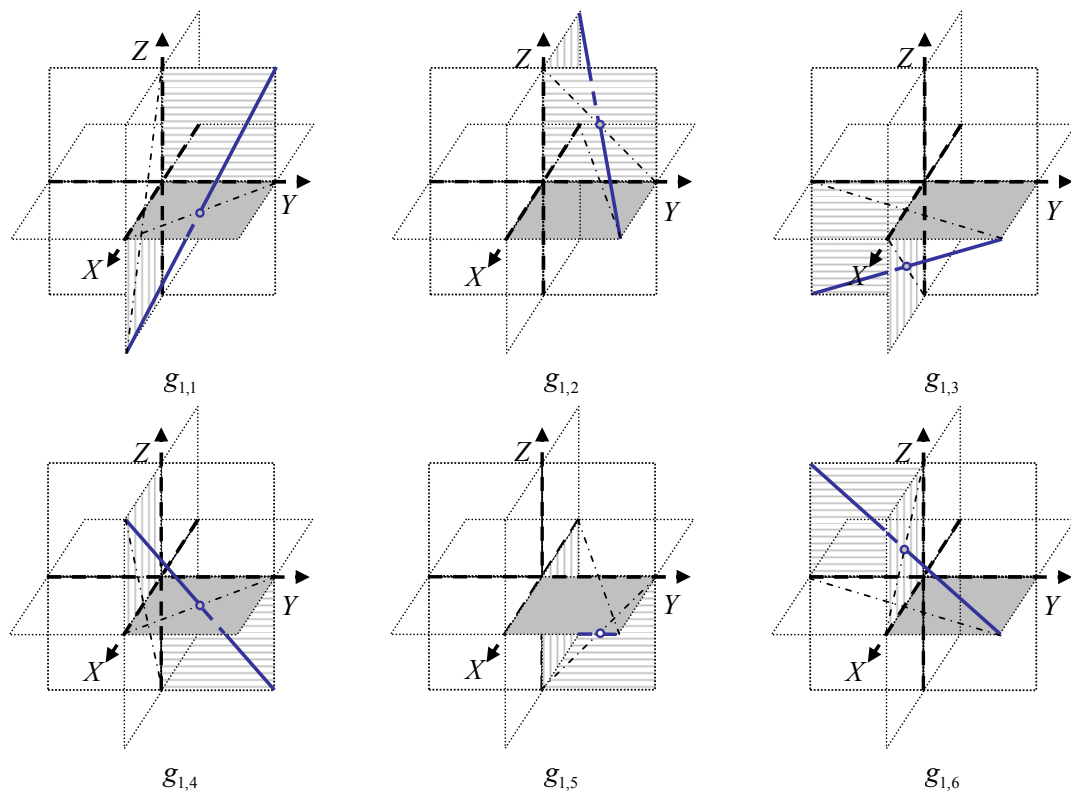 Z Z Z
Y Y Y
X X X
g1,1 g1,2 g1,3
Z Z Z
Y Y Y
X X X
g1,4 g1,5 g1,6